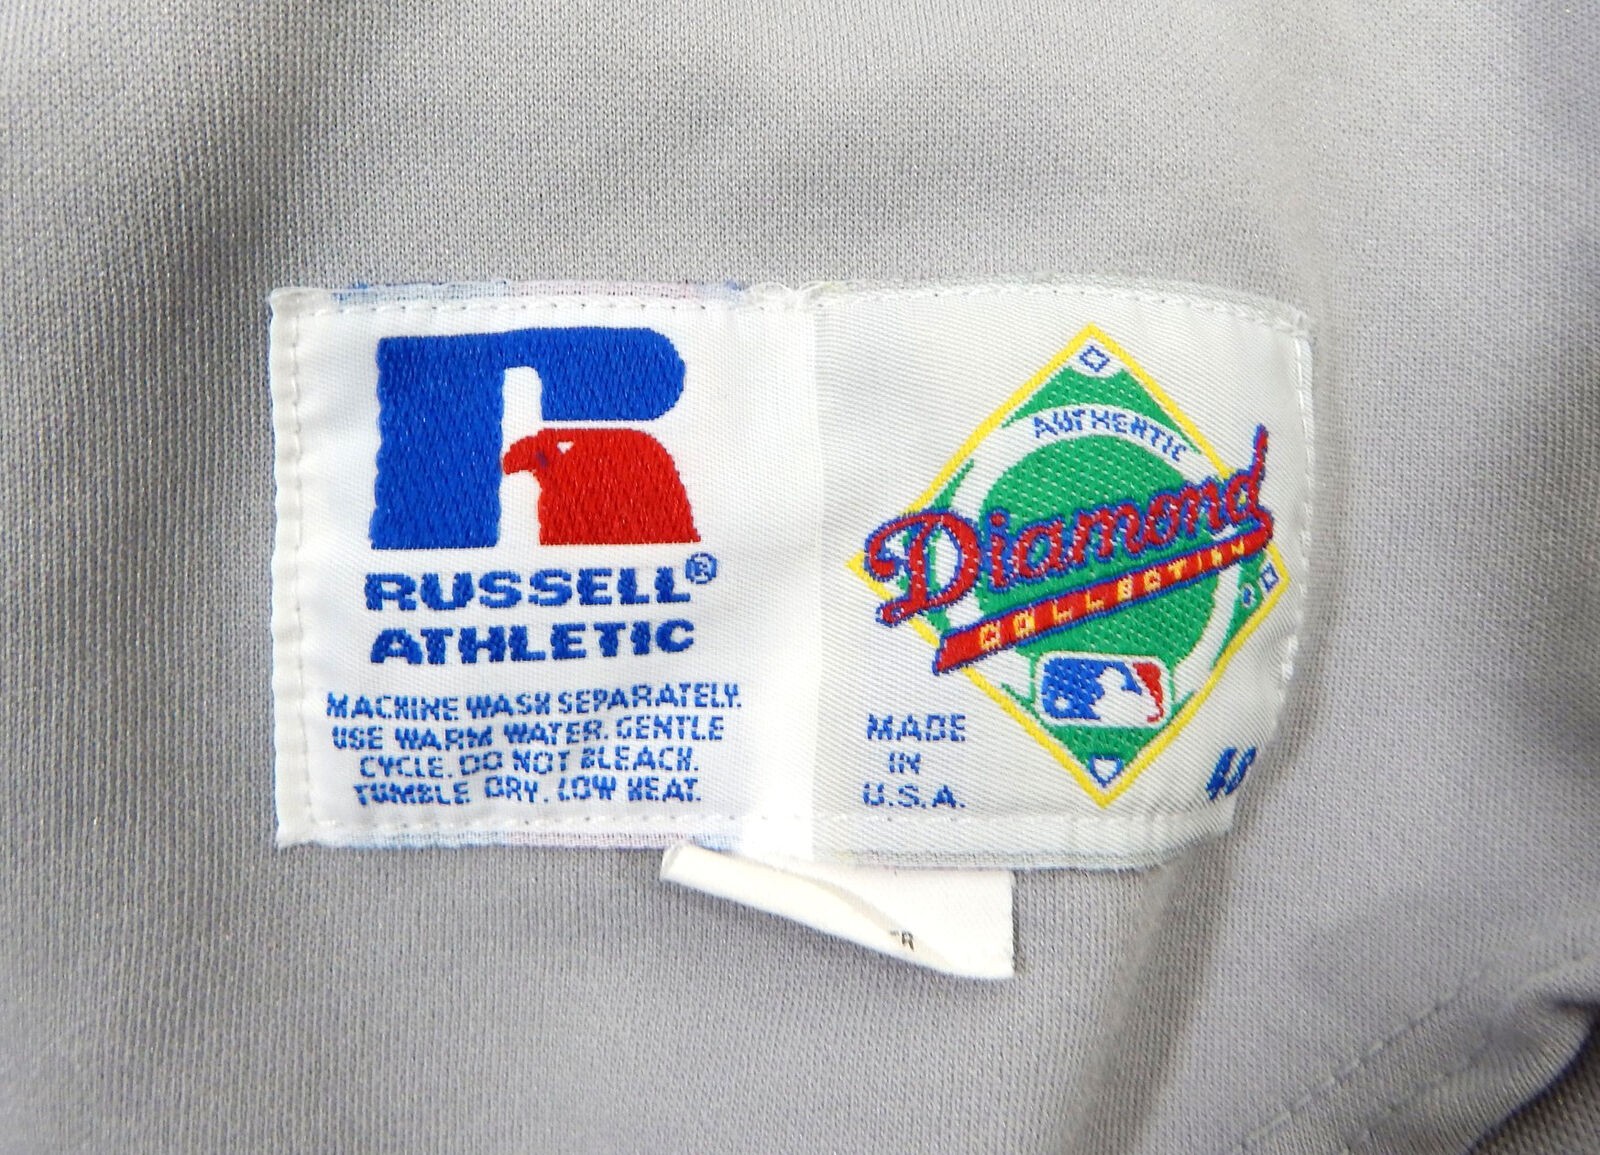 RUSSELL®
ATHLETIC
MACHINE WASH SEPARATELY.
USE WARM WATER. GENTLE
CYCLE. DO NOT BLEACH.
TUMBLE DRY. LOW HEAT.
AUTHENTIC
Diamond
COLLECTION
MADE
IN
U.S.A.
40
R